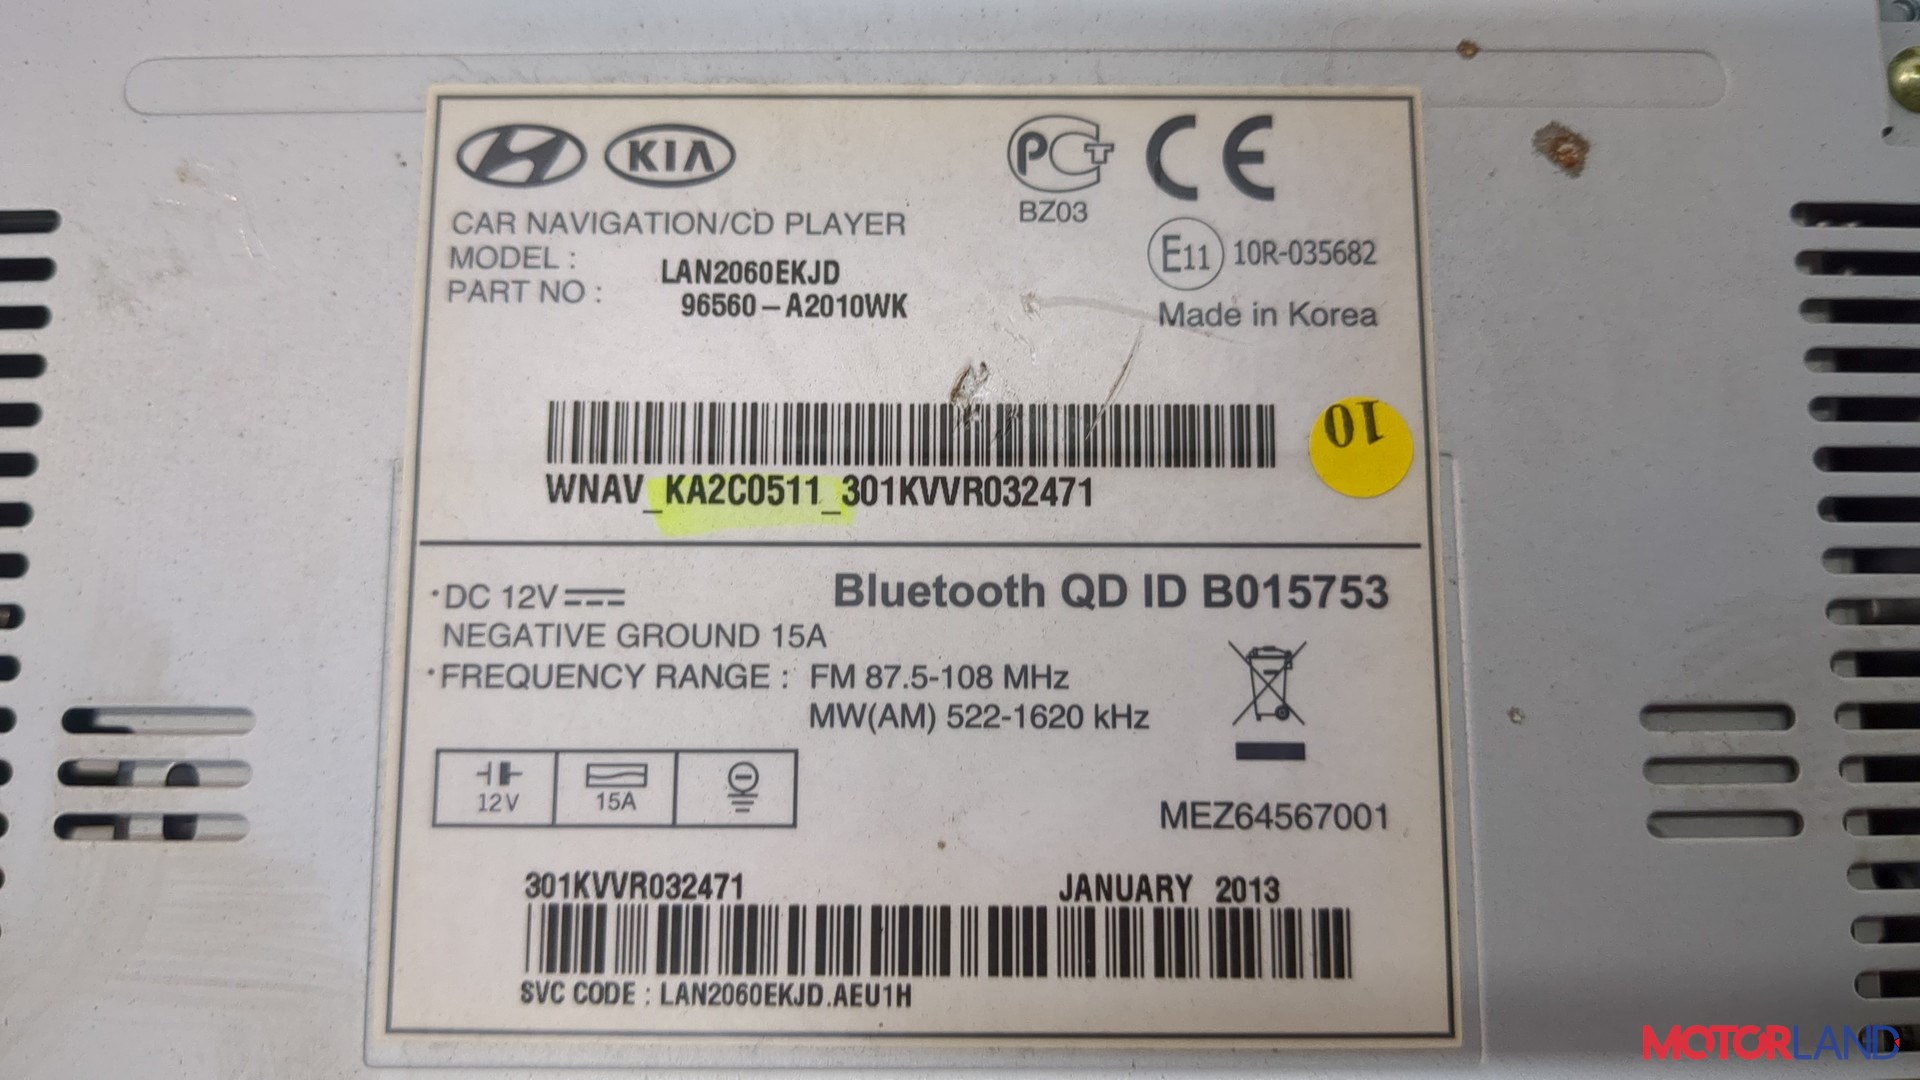 KIA
PCT
CE
BZ03
CAR NAVIGATION/CD PLAYER
MODEL : LAN2060EKJD
PART NO : 96560-A2010WK
E11 10R-035682
Made in Korea
10
WNAV_KA2C0511_301KVVR032471
·DC 12V
NEGATIVE GROUND 15A
Bluetooth QD ID B015753
·FREQUENCY RANGE : FM 87.5-108 MHz
MW(AM) 522-1620 kHz
12V 15A
MEZ64567001
301KVVR032471 JANUARY 2013
SVC CODE : LAN2060EKJD.AEU1H
MOTORLAND